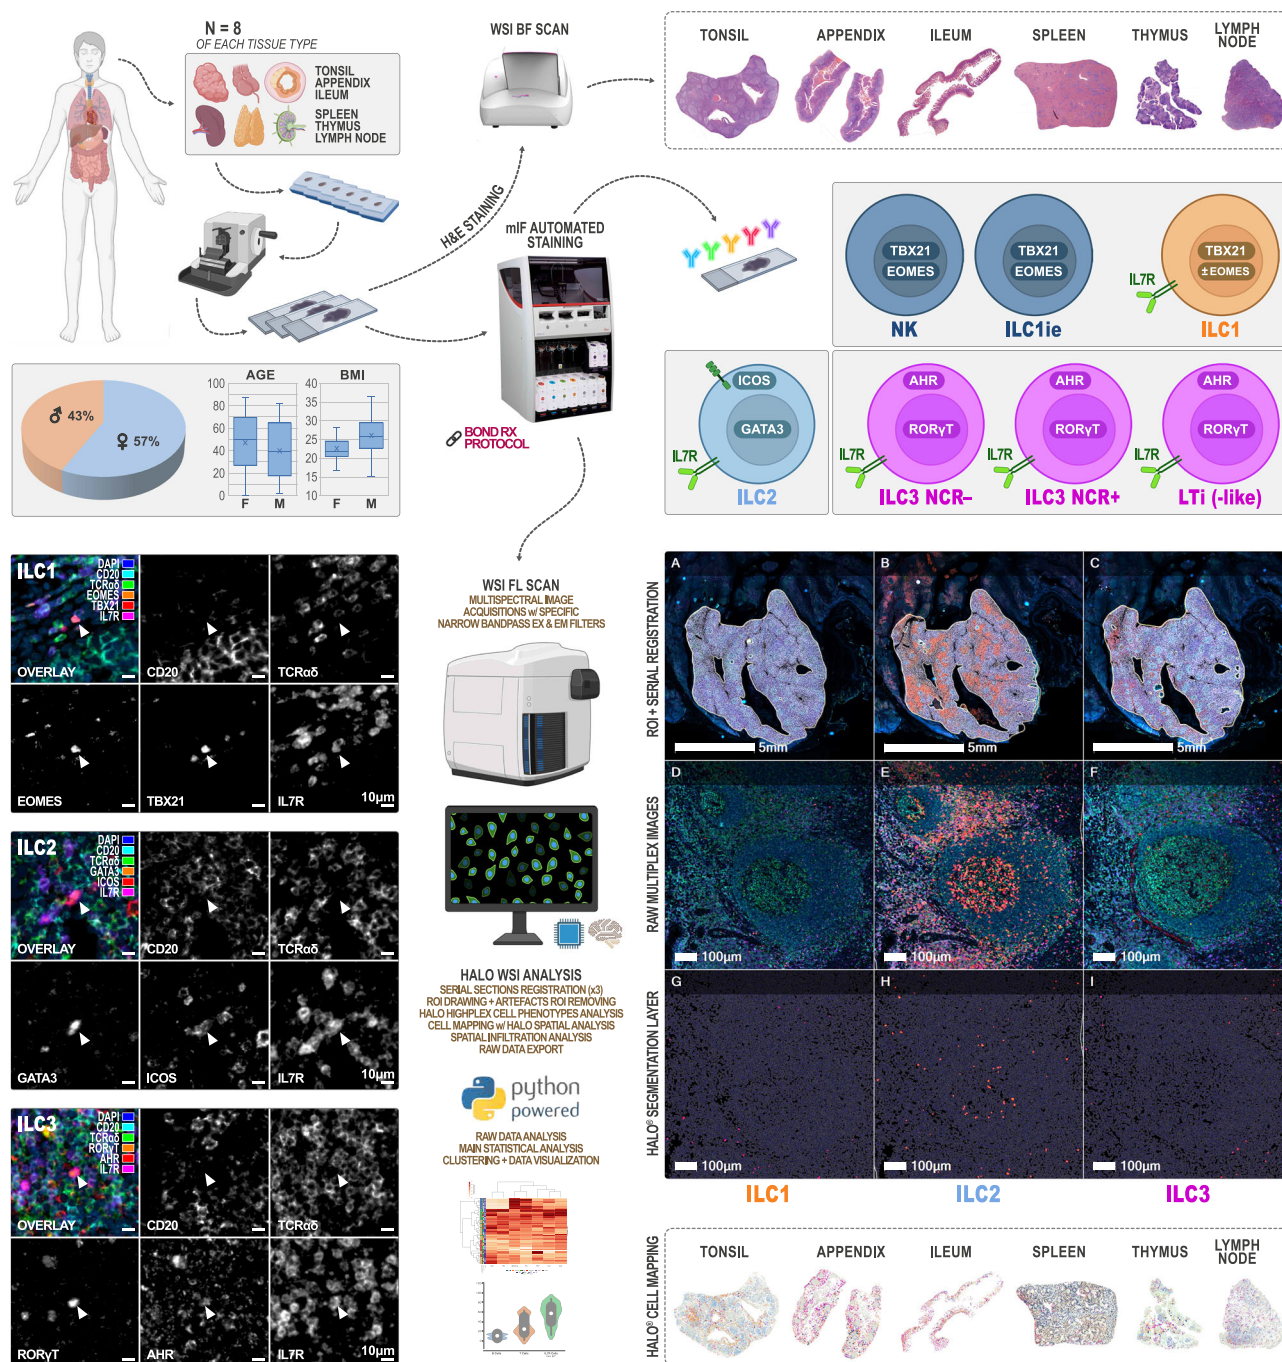 N = 8
OF EACH TISSUE TYPE
TONSIL
APPENDIX
ILEUM
SPLEEN
THYMUS
LYMPH NODE
WSI BF SCAN
TONSIL
APPENDIX
ILEUM
SPLEEN
THYMUS
LYMPH
NODE
H&E STAINING
mIF AUTOMATED
STAINING
BOND RX
PROTOCOL
TBX21
EOMES
NK
TBX21
EOMES
ILC1ie
IL7R
TBX21
± EOMES
ILC1
ICOS
GATA3
IL7R
ILC2
AHR
RORγT
IL7R
ILC3 NCR–
AHR
RORγT
IL7R
ILC3 NCR+
AHR
RORγT
IL7R
LTi (-like)
♂ 43%
♀ 57%
AGE
100
80
60
40
20
0
F M
BMI
40
35
30
25
20
15
10
F M
ILC1
DAPI
CD20
TCRαδ
EOMES
TBX21
IL7R
OVERLAY
CD20
TCRαδ
EOMES
TBX21
IL7R
10µm
ILC2
DAPI
CD20
TCRαδ
GATA3
ICOS
IL7R
OVERLAY
CD20
TCRαδ
GATA3
ICOS
IL7R
10µm
ILC3
DAPI
CD20
TCRαδ
RORγT
AHR
IL7R
OVERLAY
CD20
TCRαδ
RORγT
AHR
IL7R
10µm
WSI FL SCAN
MULTISPECTRAL IMAGE
ACQUISITIONS w/ SPECIFIC
NARROW BANDPASS EX & EM FILTERS
HALO WSI ANALYSIS
SERIAL SECTIONS REGISTRATION (x3)
ROI DRAWING + ARTEFACTS ROI REMOVING
HALO HIGHPLEX CELL PHENOTYPES ANALYSIS
CELL MAPPING w/ HALO SPATIAL ANALYSIS
SPATIAL INFILTRATION ANALYSIS
RAW DATA EXPORT
python
powered
RAW DATA ANALYSIS
MAIN STATISTICAL ANALYSIS
CLUSTERING + DATA VISUALIZATION
ROI + SERIAL REGISTRATION
A
5mm
B
5mm
C
5mm
RAW MULTIPLEX IMAGES
D
100µm
E
100µm
F
100µm
HALO® SEGMENTATION LAYER
G
100µm
H
100µm
I
100µm
ILC1
ILC2
ILC3
HALO® CELL MAPPING
TONSIL
APPENDIX
ILEUM
SPLEEN
THYMUS
LYMPH
NODE